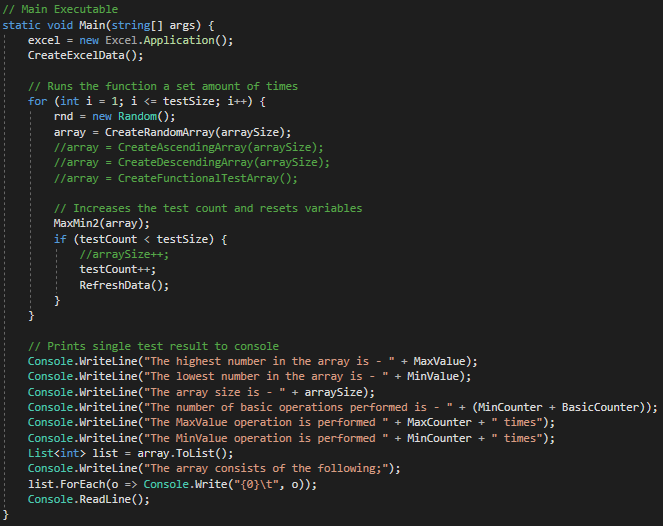 // Main Executable
static void Main(string[] args) {
excel = new Excel.Application();
CreateExcelData();
// Runs the function a set amount of times
for (int i = 1; i <= testSize; i++) {
rnd = new Random();
array = CreateRandomArray(arraySize);
//array = CreateAscendingArray(arraySize);
//array = CreateDescendingArray(arraySize);
//array = CreateFunctionalTestArray();
// Increases the test count and resets variables
MaxMin2(array);
if (testCount < testSize) {
//arraySize++;
testCount++;
RefreshData();
}
}
// Prints single test result to console
Console.WriteLine("The highest number in the array is - " + MaxValue);
Console.WriteLine("The lowest number in the array is - " + MinValue);
Console.WriteLine("The array size is - " + arraySize);
Console.WriteLine("The number of basic operations performed is - " + (MinCounter + BasicCounter));
Console.WriteLine("The MaxValue operation is performed " + MaxCounter + " times");
Console.WriteLine("The MinValue operation is performed " + MinCounter + " times");
List<int> list = array.ToList();
Console.WriteLine("The array consists of the following;");
list.ForEach(o => Console.Write("{0}\t", o));
Console.ReadLine();
}